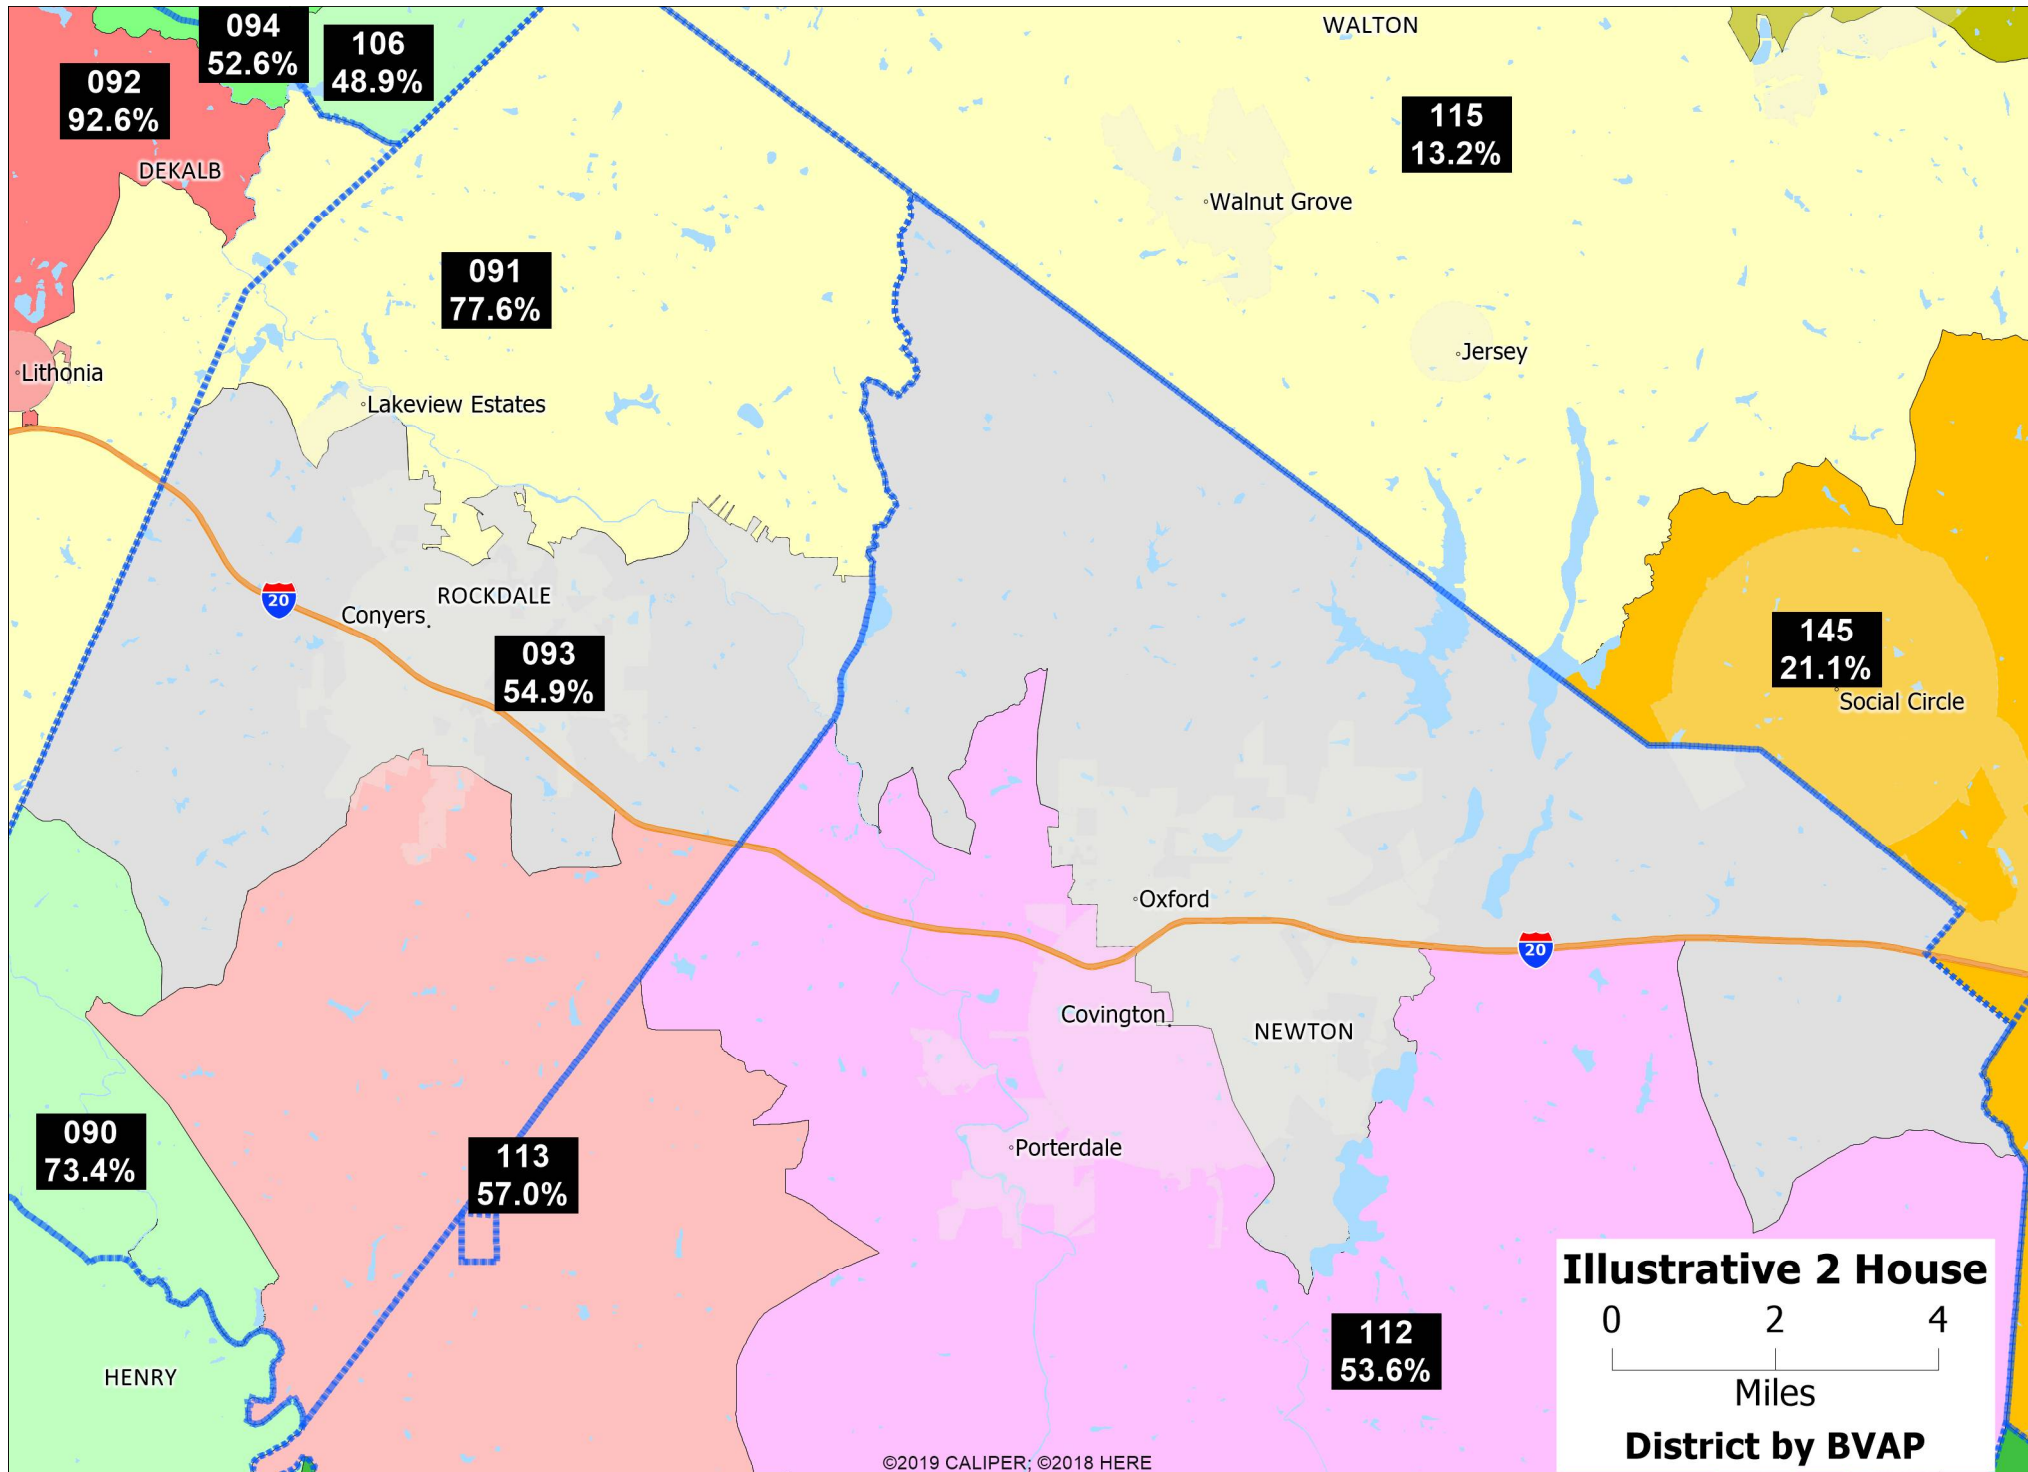 094
52.6%
106
48.9%
WALTON
092
92.6%
115
13.2%
DEKALB
Walnut Grove
091
77.6%
Jersey
Lithonia
Lakeview Estates
20
ROCKDALE
Conyers
093
54.9%
145
21.1%
Social Circle
Oxford
20
Covington
NEWTON
090
73.4%
113
57.0%
Porterdale
Illustrative 2 House
0 2 4
Miles
District by BVAP
112
53.6%
HENRY
©2019 CALIPER; ©2018 HERE